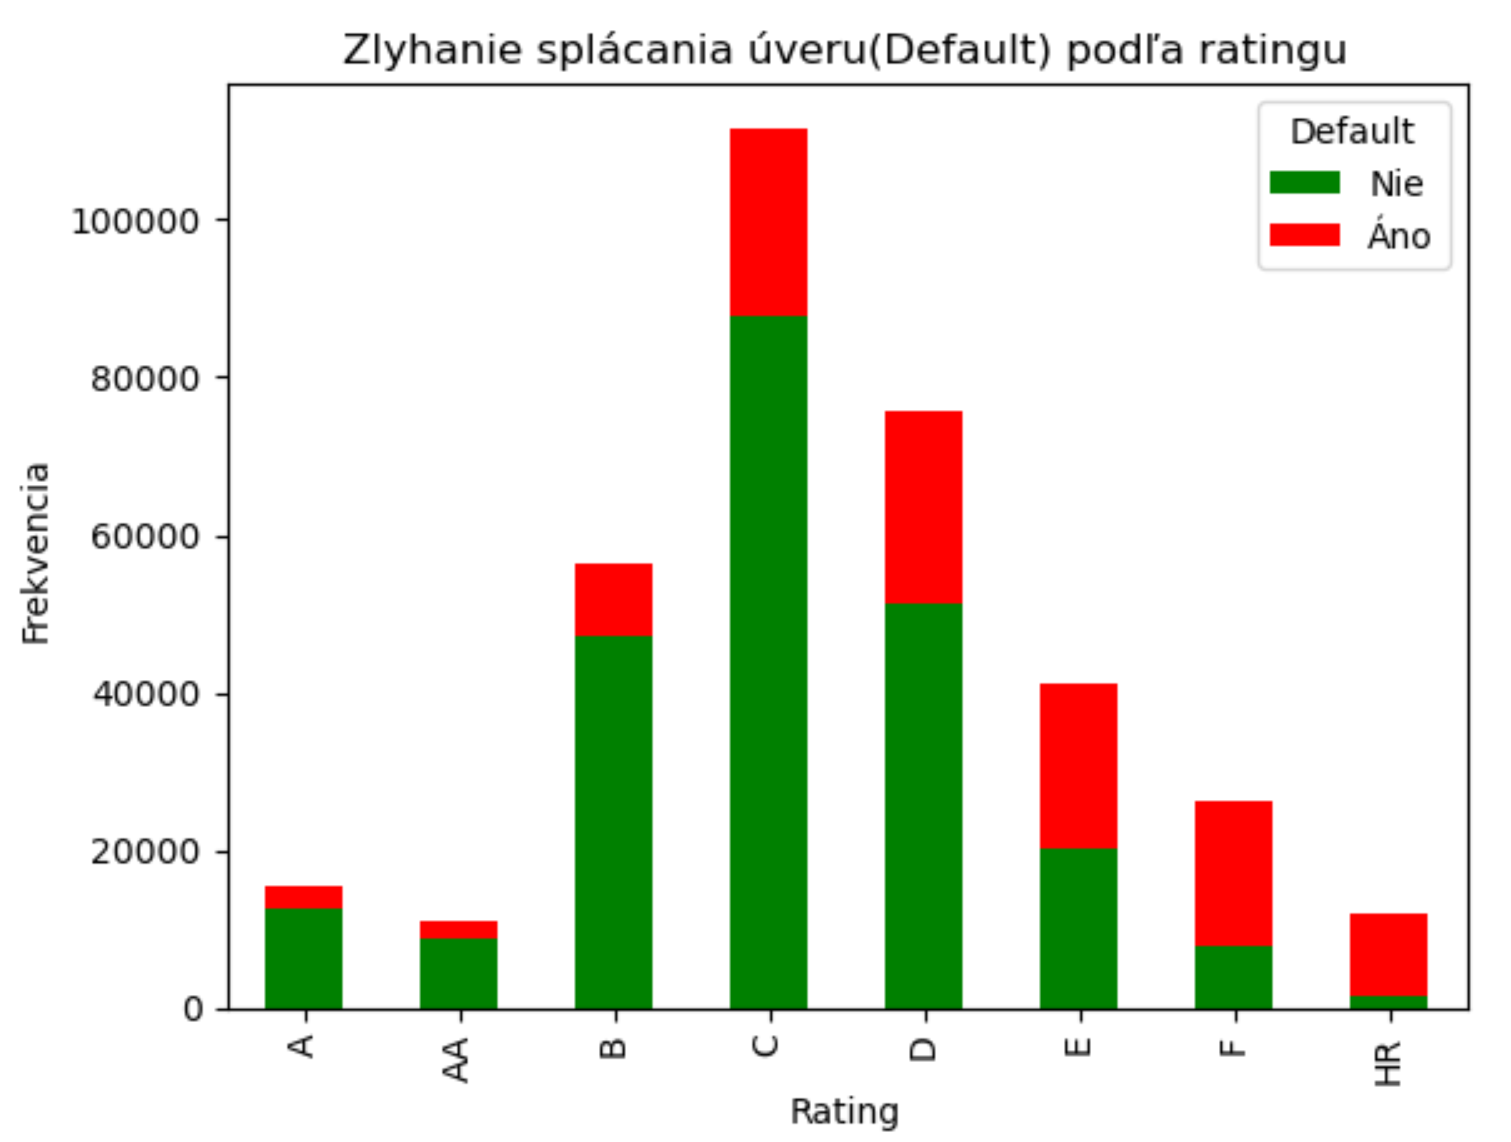 Zlyhanie splácania úveru(Default) podľa ratingu
Default
Nie
Áno
Frekvencia
100000
80000
60000
40000
20000
0
A
AA
B
C
D
E
F
HR
Rating